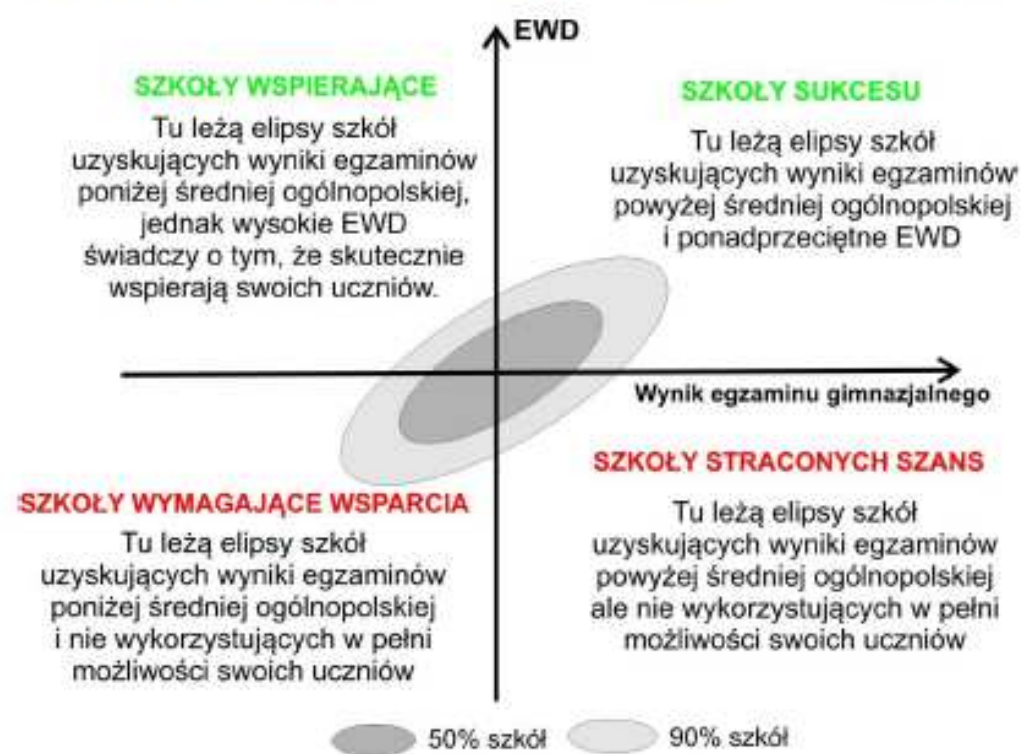 EWD
SZKOŁY WSPIERAJĄCE
Tu leżą elipsy szkół
uzyskujących wyniki egzaminów
poniżej średniej ogólnopolskiej,
jednak wysokie EWD
świadczy o tym, że skutecznie
wspierają swoich uczniów.
SZKOŁY SUKCESU
Tu leżą elipsy szkół
uzyskujących wyniki egzaminów
powyżej średniej ogólnopolskiej
i ponadprzeciętne EWD
Wynik egzaminu gimnazjalnego
SZKOŁY WYMAGAJĄCE WSPARCIA
Tu leżą elipsy szkół
uzyskujących wyniki egzaminów
poniżej średniej ogólnopolskiej
i nie wykorzystujących w pełni
możliwości swoich uczniów
SZKOŁY STRACONYCH SZANS
Tu leżą elipsy szkół
uzyskujących wyniki egzaminów
powyżej średniej ogólnopolskiej
ale nie wykorzystujących w pełni
możliwości swoich uczniów
50% szkół
90% szkół